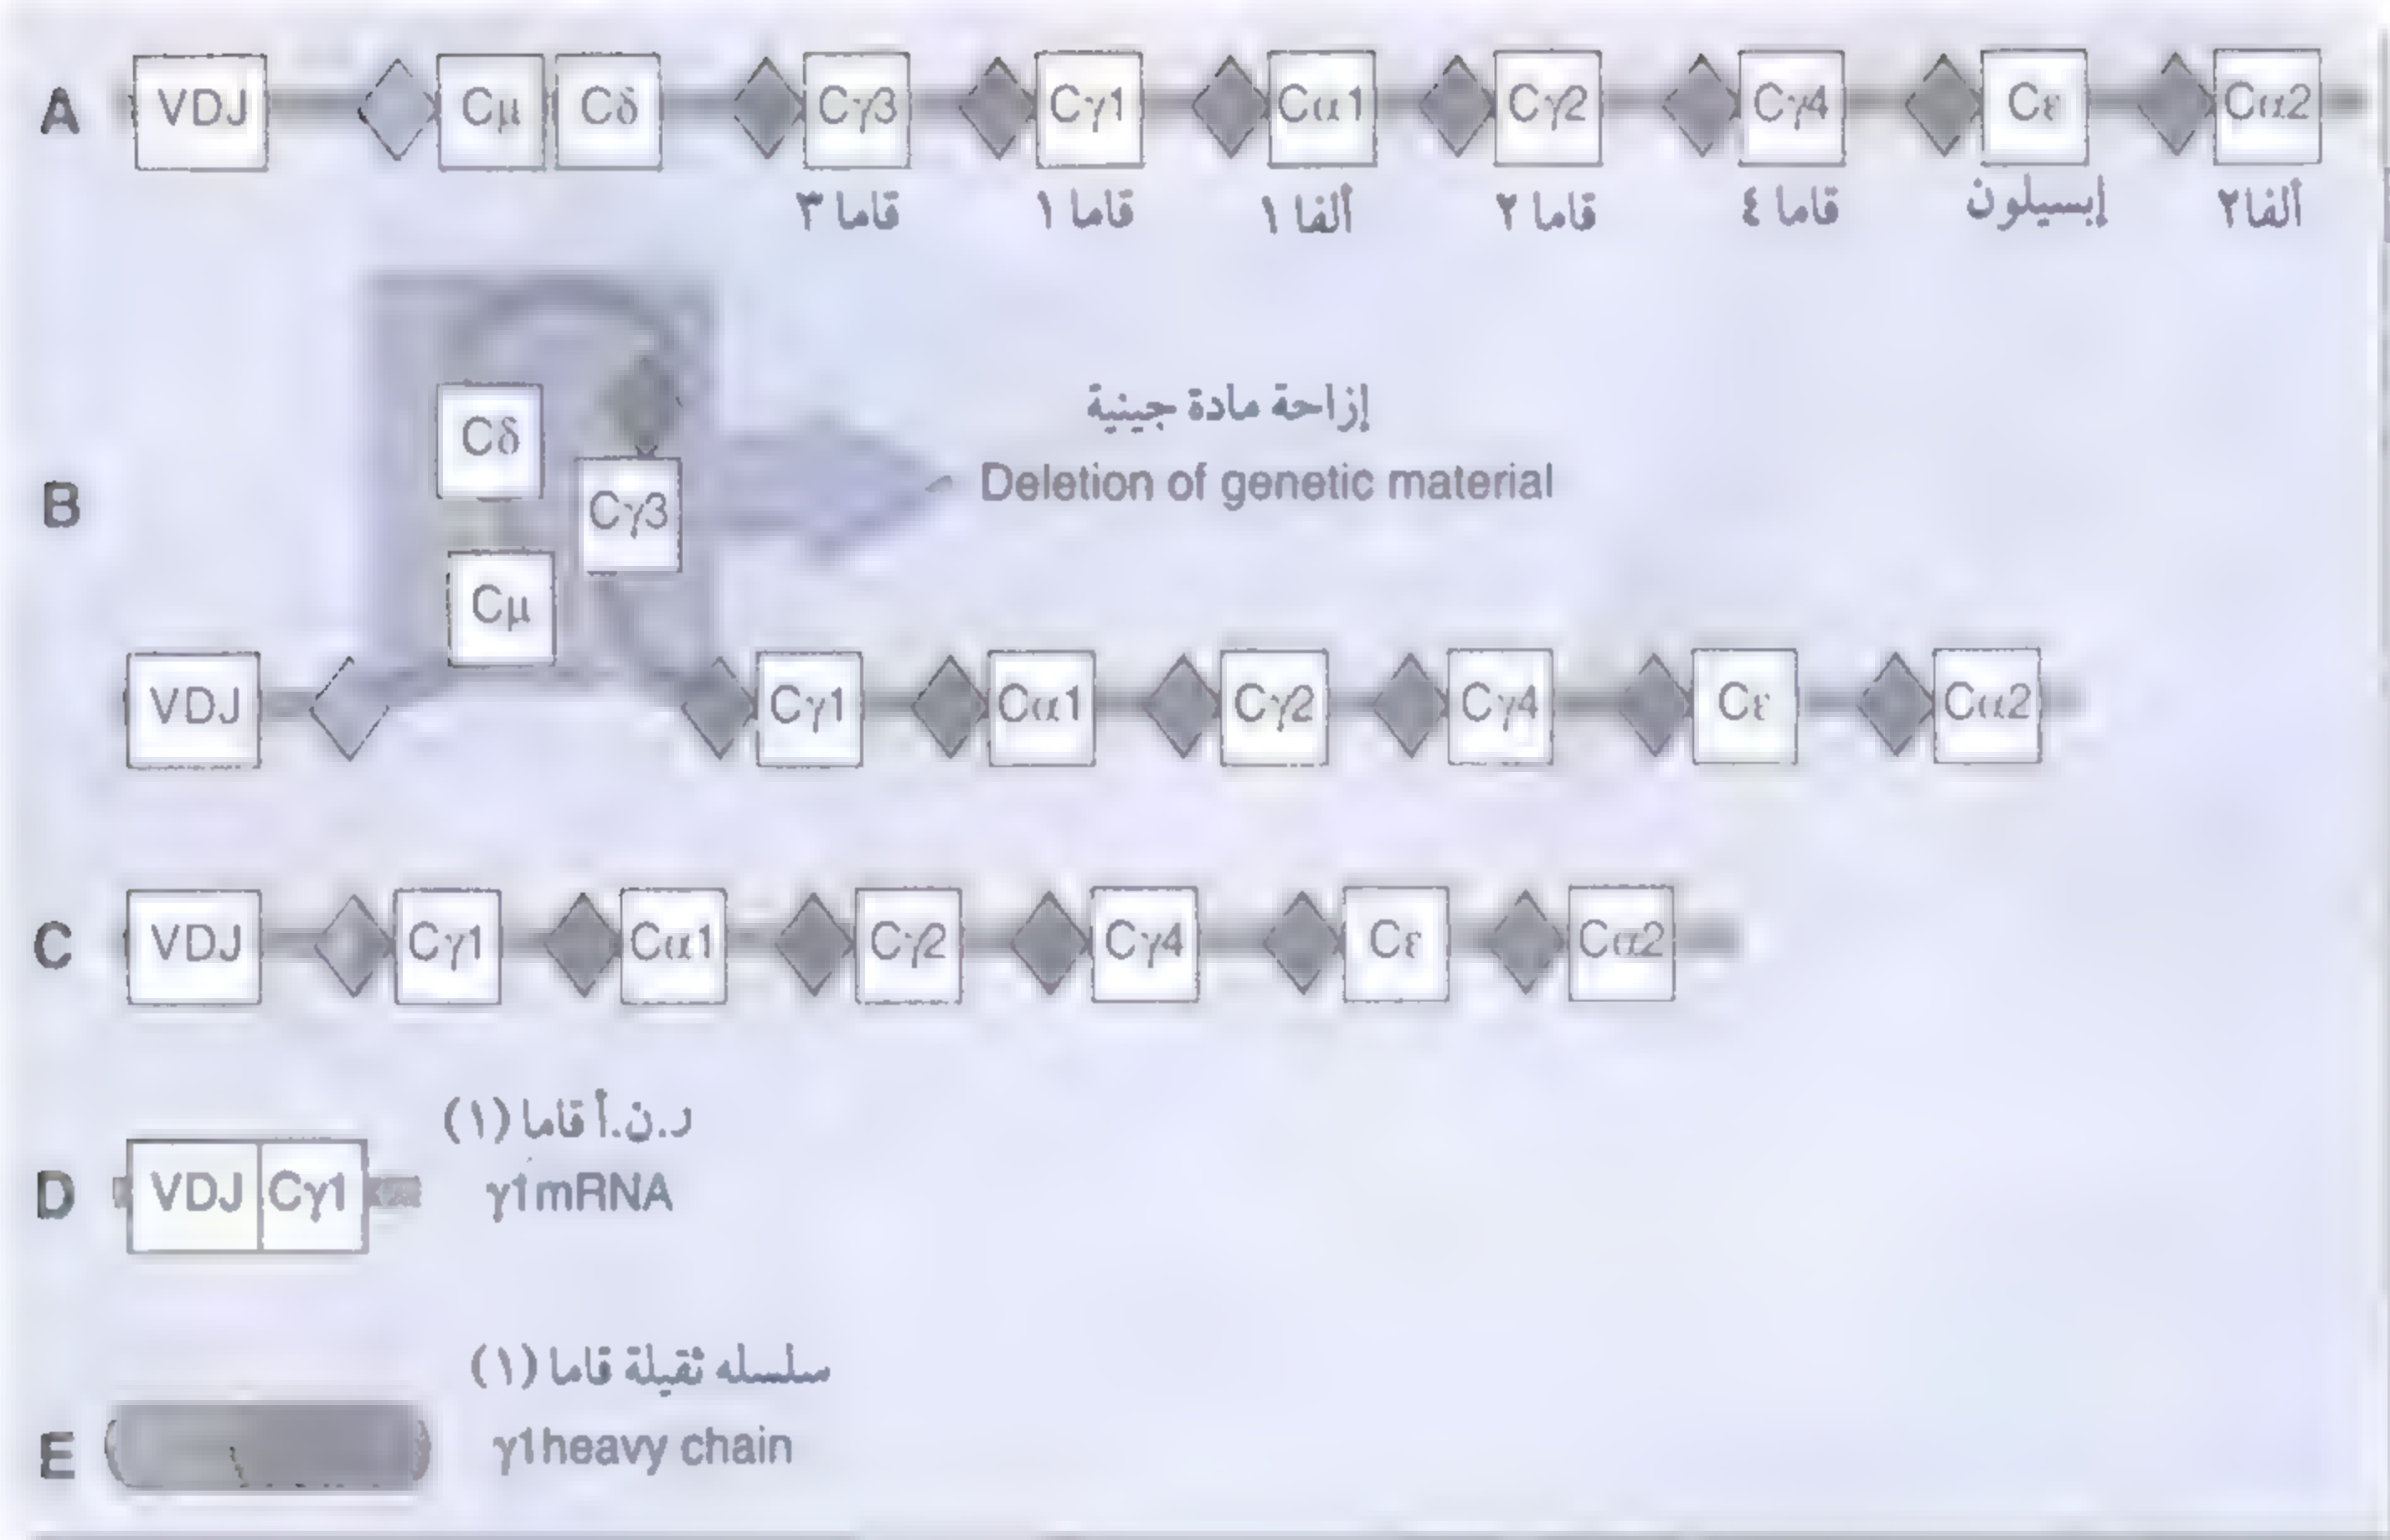 A VDJ Cμ Cδ Cγ3 Cγ1 Cα1 Cγ2 Cγ4 Cε Cα2
قاما ٣ قاما ١ ألفا ١ قاما ٢ قاما ٤ إبسيلون ألفا٢
إزاحة مادة جينية
Cδ
Deletion of genetic material
B
Cγ3
Cμ
VDJ Cγ1 Cα1 Cγ2 Cγ4 Cε Cα2
C VDJ Cγ1 Cα1 Cγ2 Cγ4 Cε Cα2
ر.ن.أ قاما (١)
D VDJ Cγ1 γ1mRNA
سلسله ثقيلة قاما (١)
E γ1heavy chain